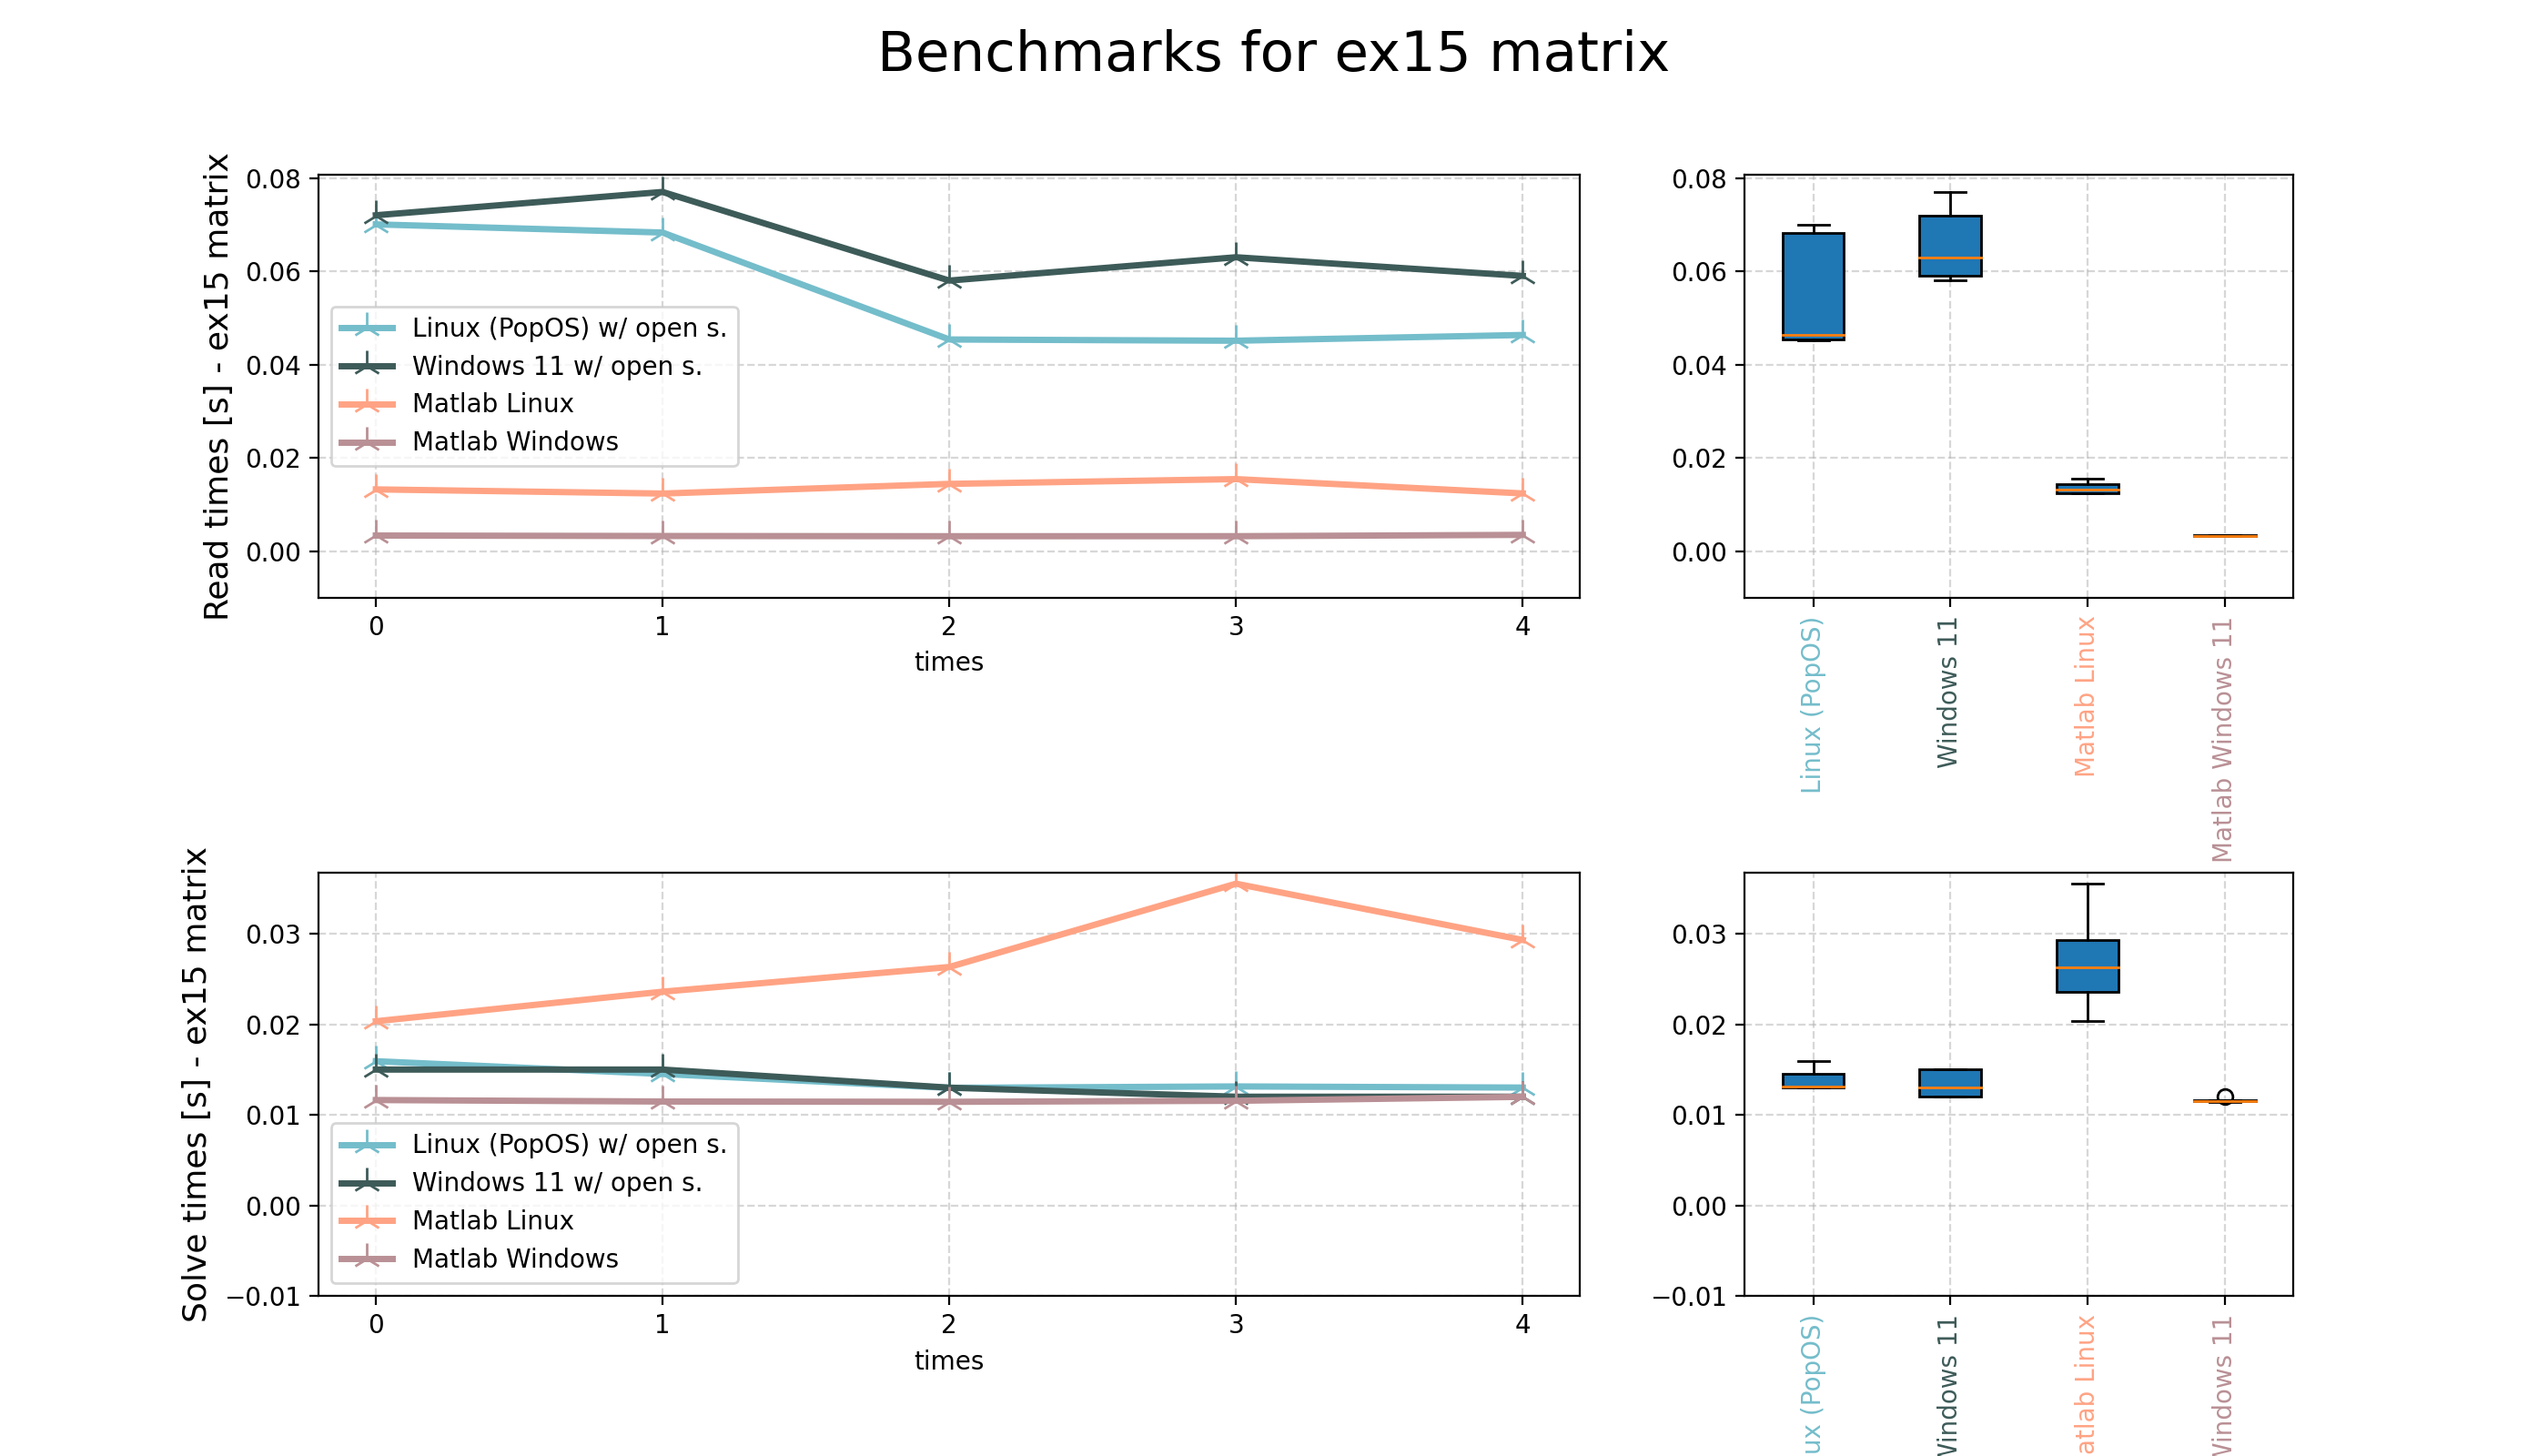 Benchmarks for ex15 matrix
Read times [s] - ex15 matrix
0.08
0.06
0.04
0.02
0.00
Linux (PopOS) w/ open s.
Windows 11 w/ open s.
Matlab Linux
Matlab Windows
0 1 2 3 4
times
0.08
0.06
0.04
0.02
0.00
Linux (PopOS)
Windows 11
Matlab Linux
Matlab Windows 11
Solve times [s] - ex15 matrix
0.03
0.02
0.01
0.00
−0.01
Linux (PopOS) w/ open s.
Windows 11 w/ open s.
Matlab Linux
Matlab Windows
0 1 2 3 4
times
0.03
0.02
0.01
0.00
−0.01
ux (PopOS)
Windows 11
atlab Linux
Windows 11